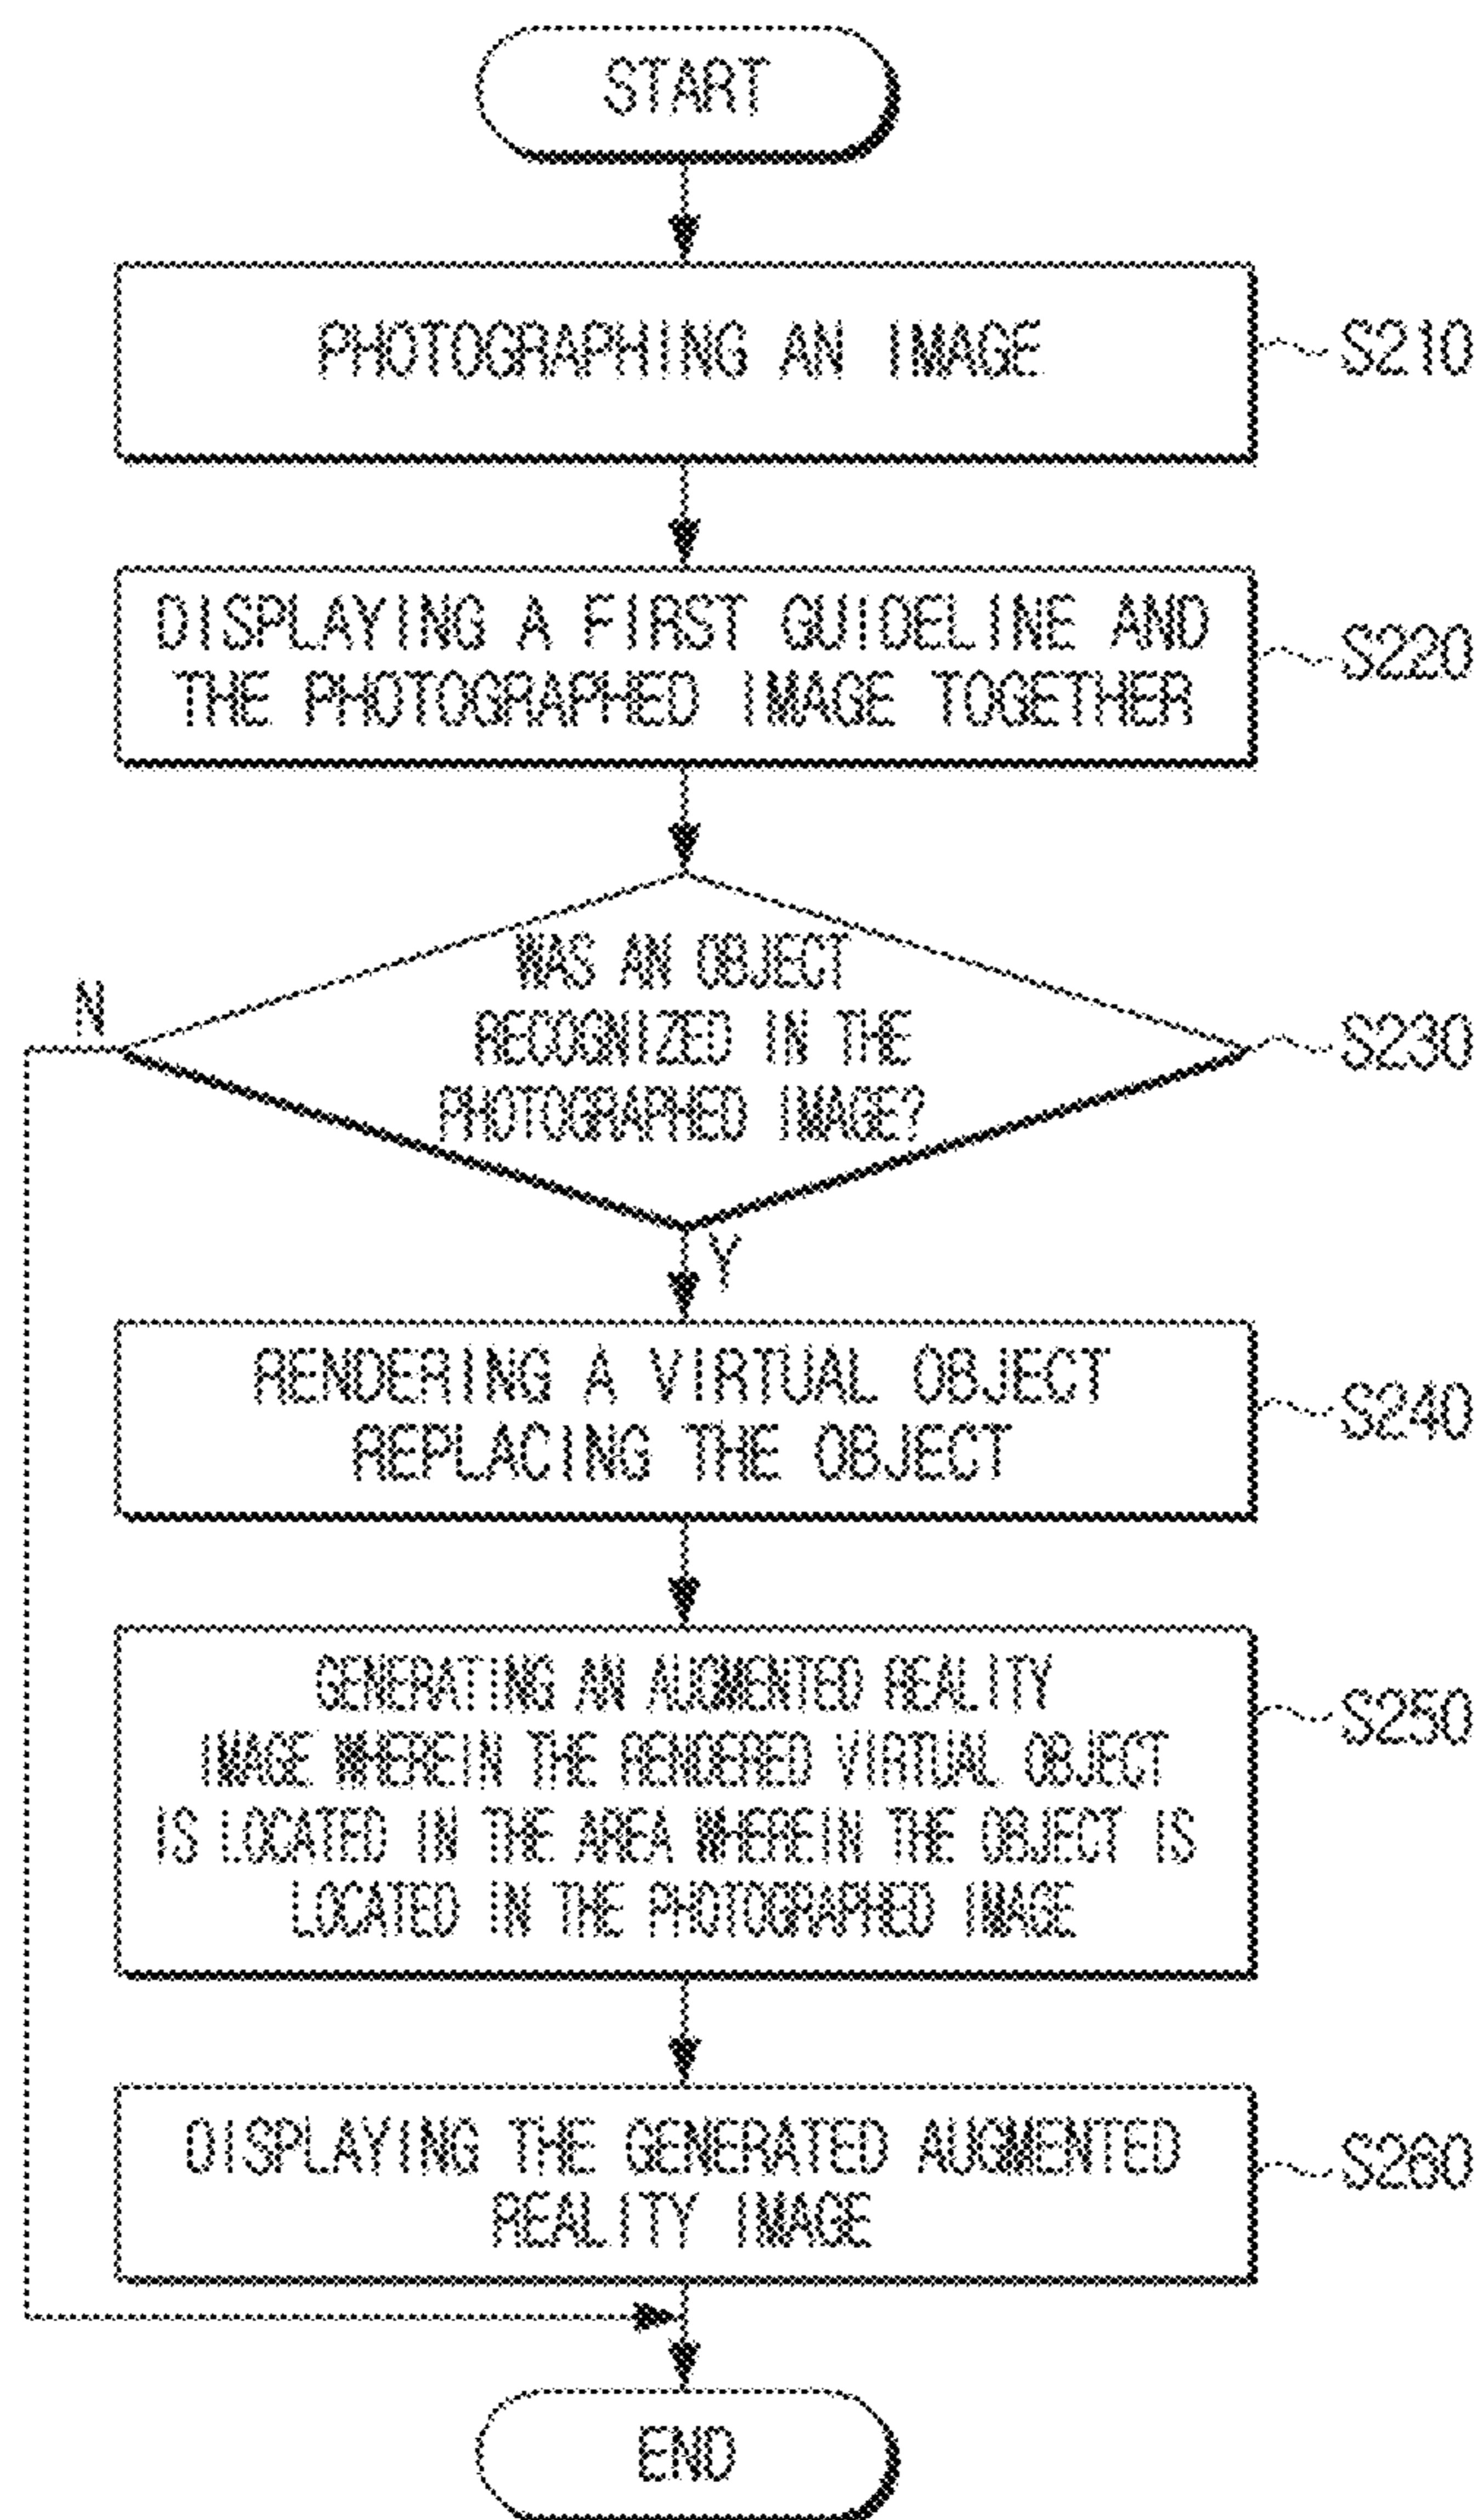 START
PHOTOGRAPHING AN IMAGE
S210
DISPLAYING A FIRST GUIDELINE AND
THE PHOTOGRAPHED IMAGE TOGETHER
S220
WAS AN OBJECT
RECOGNIZED IN THE
PHOTOGRAPHED IMAGE?
S230
N
Y
RENDERING A VIRTUAL OBJECT
REPLACING THE OBJECT
S240
GENERATING AN AUGMENTED REALITY
IMAGE WHEREIN THE RENDERED VIRTUAL OBJECT
IS LOCATED IN THE AREA WHEREIN THE OBJECT IS
LOCATED IN THE PHOTOGRAPHED IMAGE
S250
DISPLAYING THE GENERATED AUGMENTED
REALITY IMAGE
S260
END